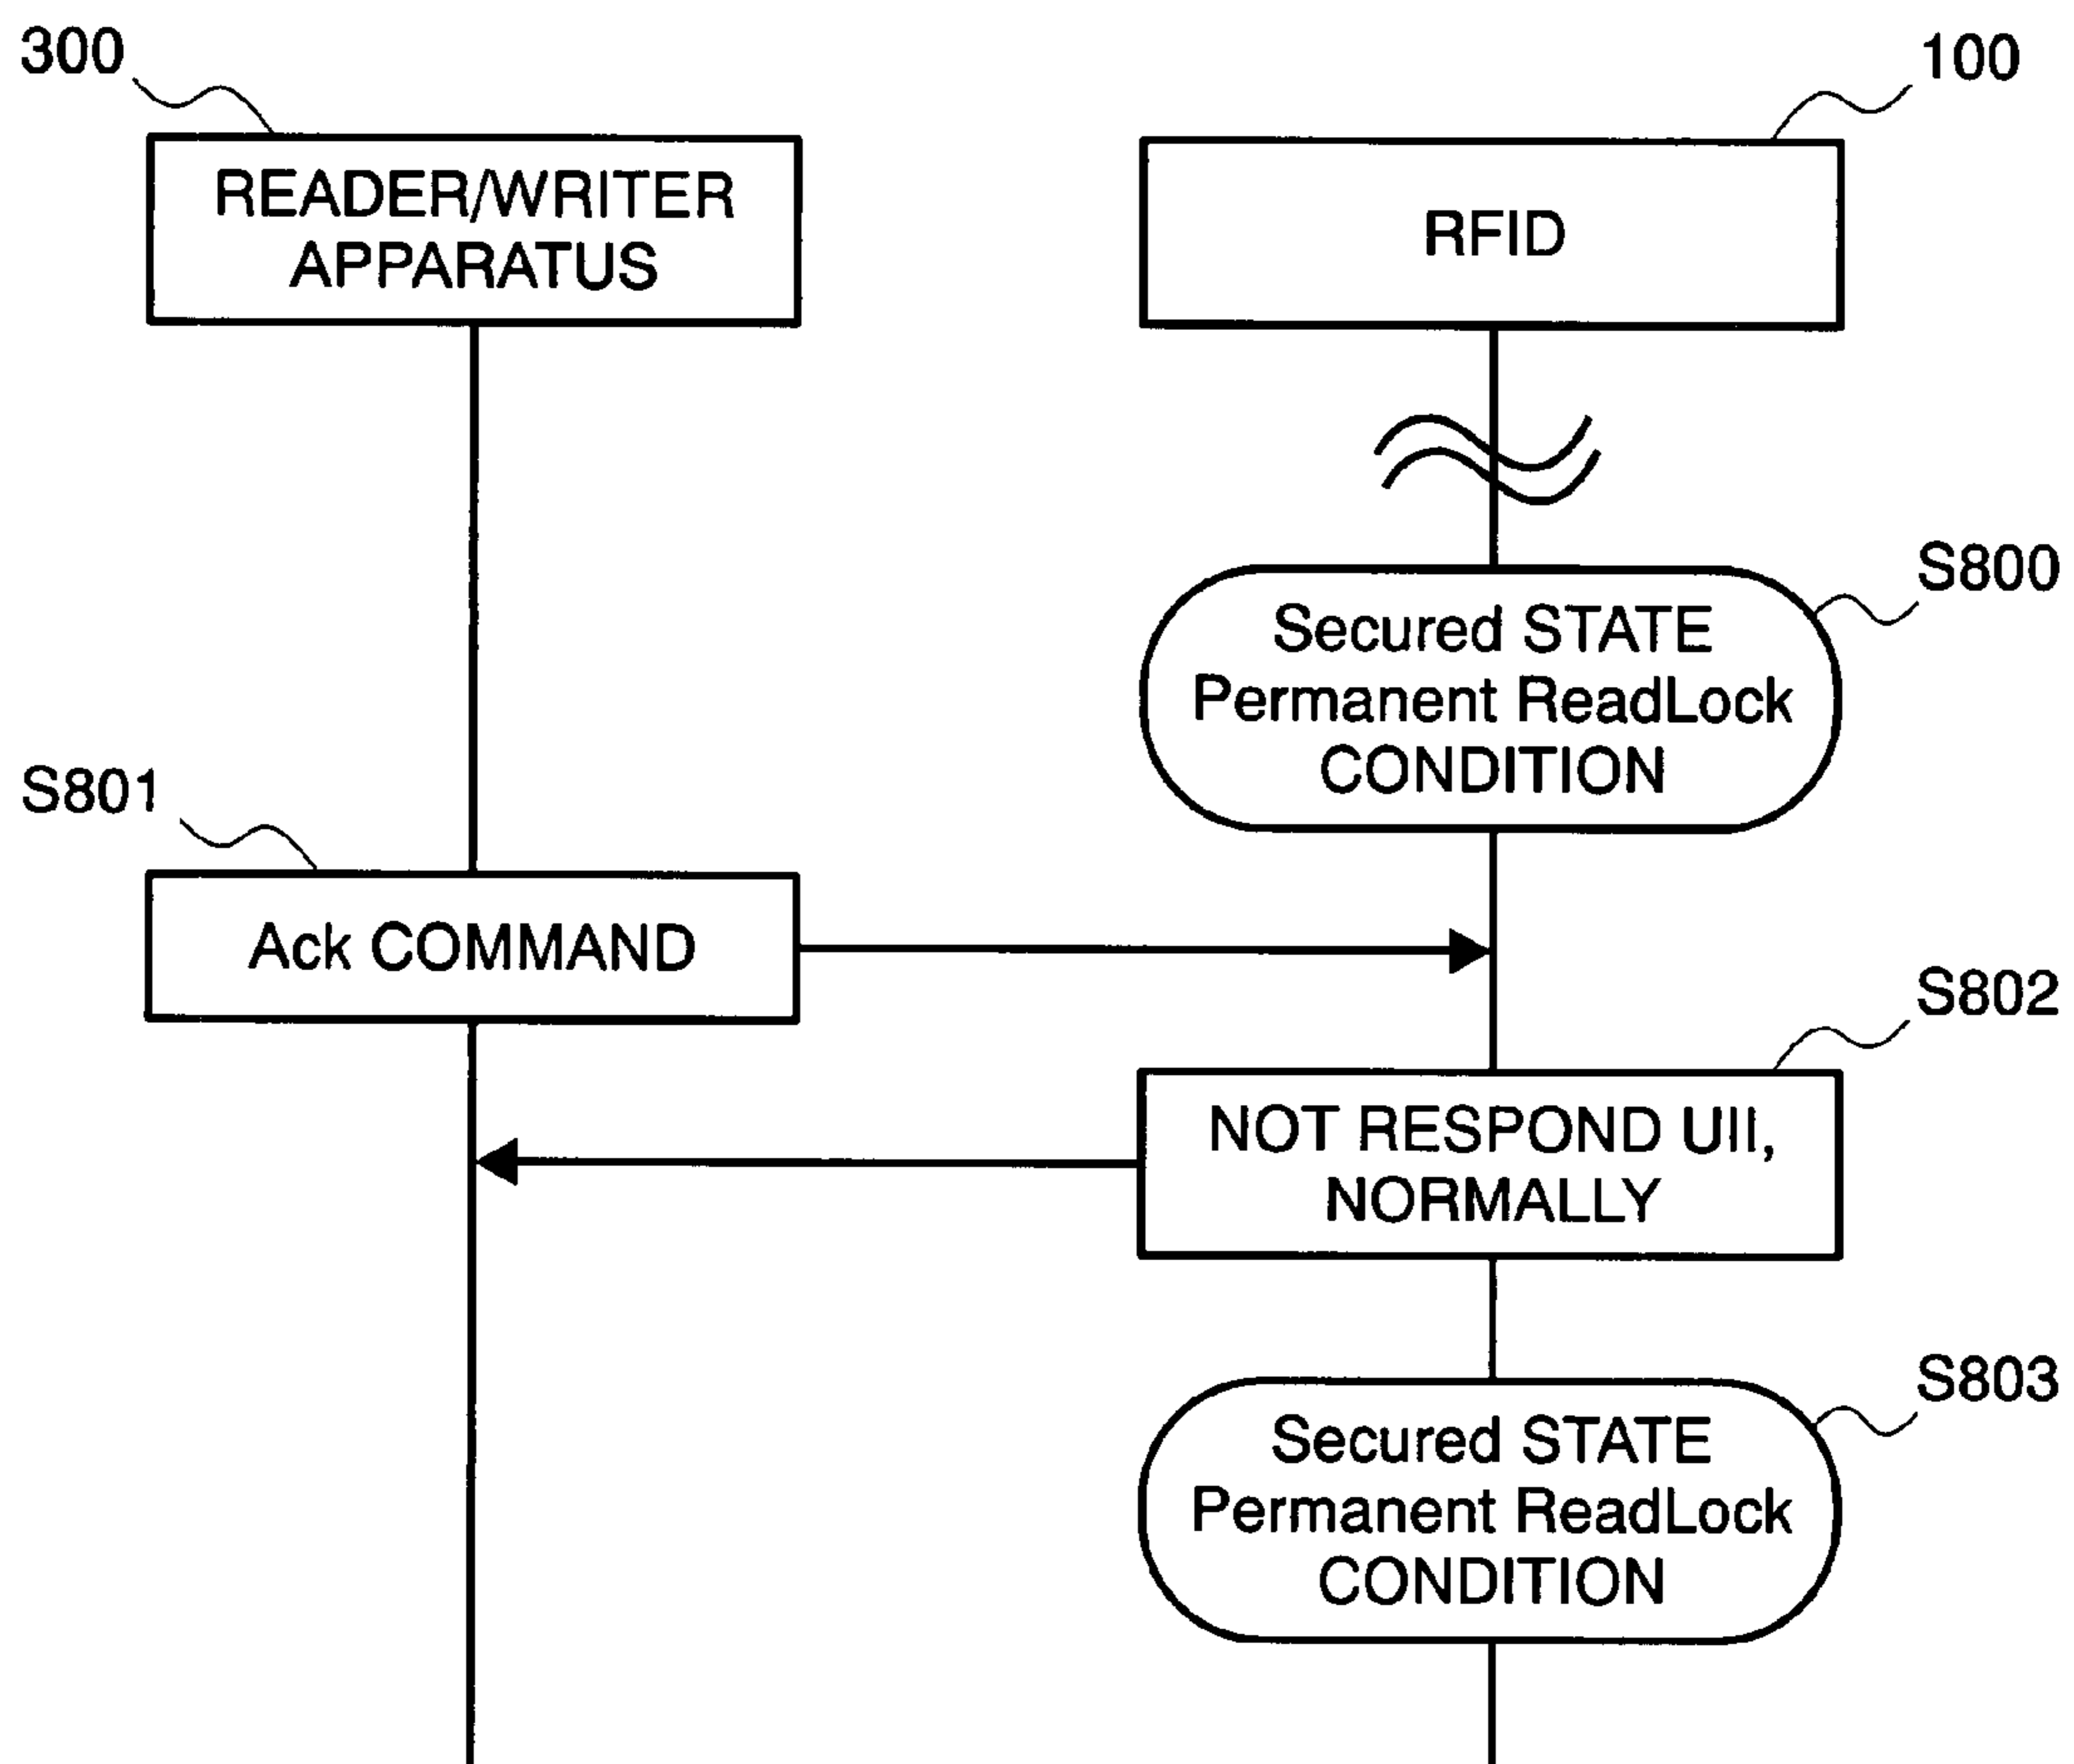 300
100
READER/WRITER
APPARATUS
RFID
S800
Secured STATE
Permanent ReadLock
CONDITION
S801
Ack COMMAND
S802
NOT RESPOND UII,
NORMALLY
S803
Secured STATE
Permanent ReadLock
CONDITION